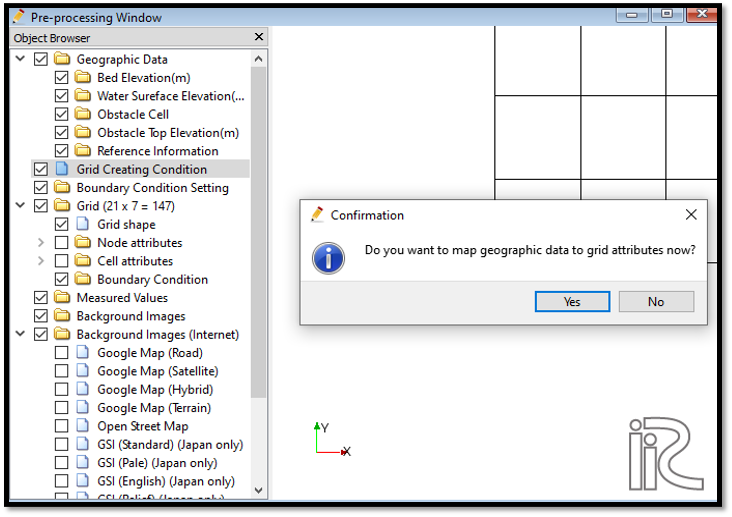 Pre-processing Window
Object Browser
Geographic Data
Bed Elevation(m)
Water Sureface Elevation(...
Obstacle Cell
Obstacle Top Elevation(m)
Reference Information
Grid Creating Condition
Boundary Condition Setting
Grid (21 x 7 = 147)
Grid shape
Node attributes
Cell attributes
Boundary Condition
Measured Values
Background Images
Background Images (Internet)
Google Map (Road)
Google Map (Satellite)
Google Map (Hybrid)
Google Map (Terrain)
Open Street Map
GSI (Standard) (Japan only)
GSI (Pale) (Japan only)
GSI (English) (Japan only)
GSI (Relief) (Japan only)
Confirmation
Do you want to map geographic data to grid attributes now?
Yes
No
Y
X
iRIC